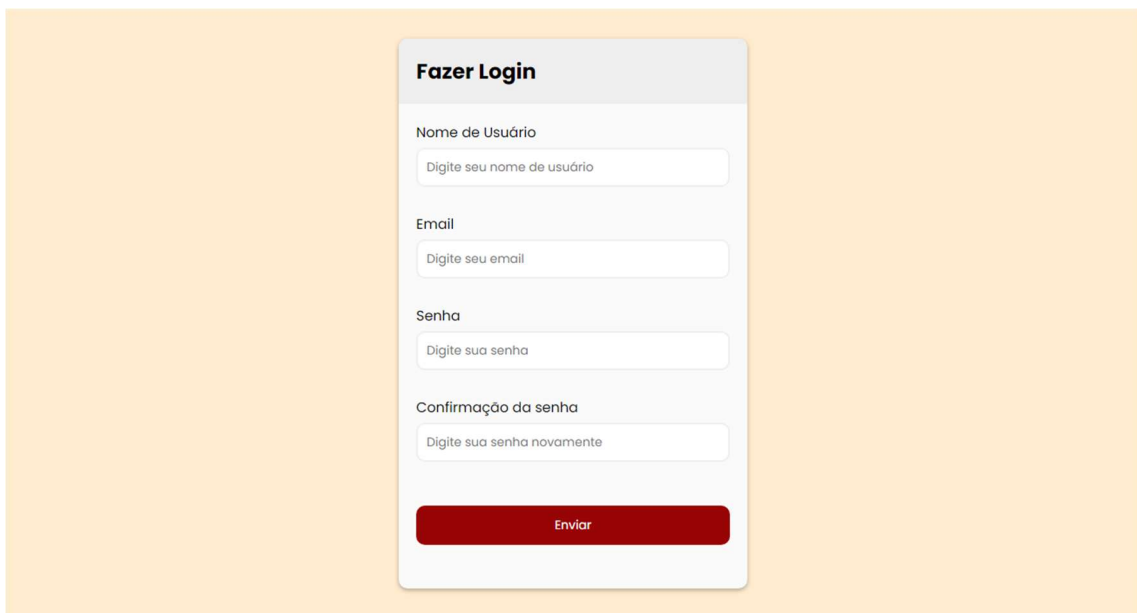 Fazer Login
Nome de Usuário
Digite seu nome de usuário
Email
Digite seu email
Senha
Digite sua senha
Confirmação da senha
Digite sua senha novamente
Enviar